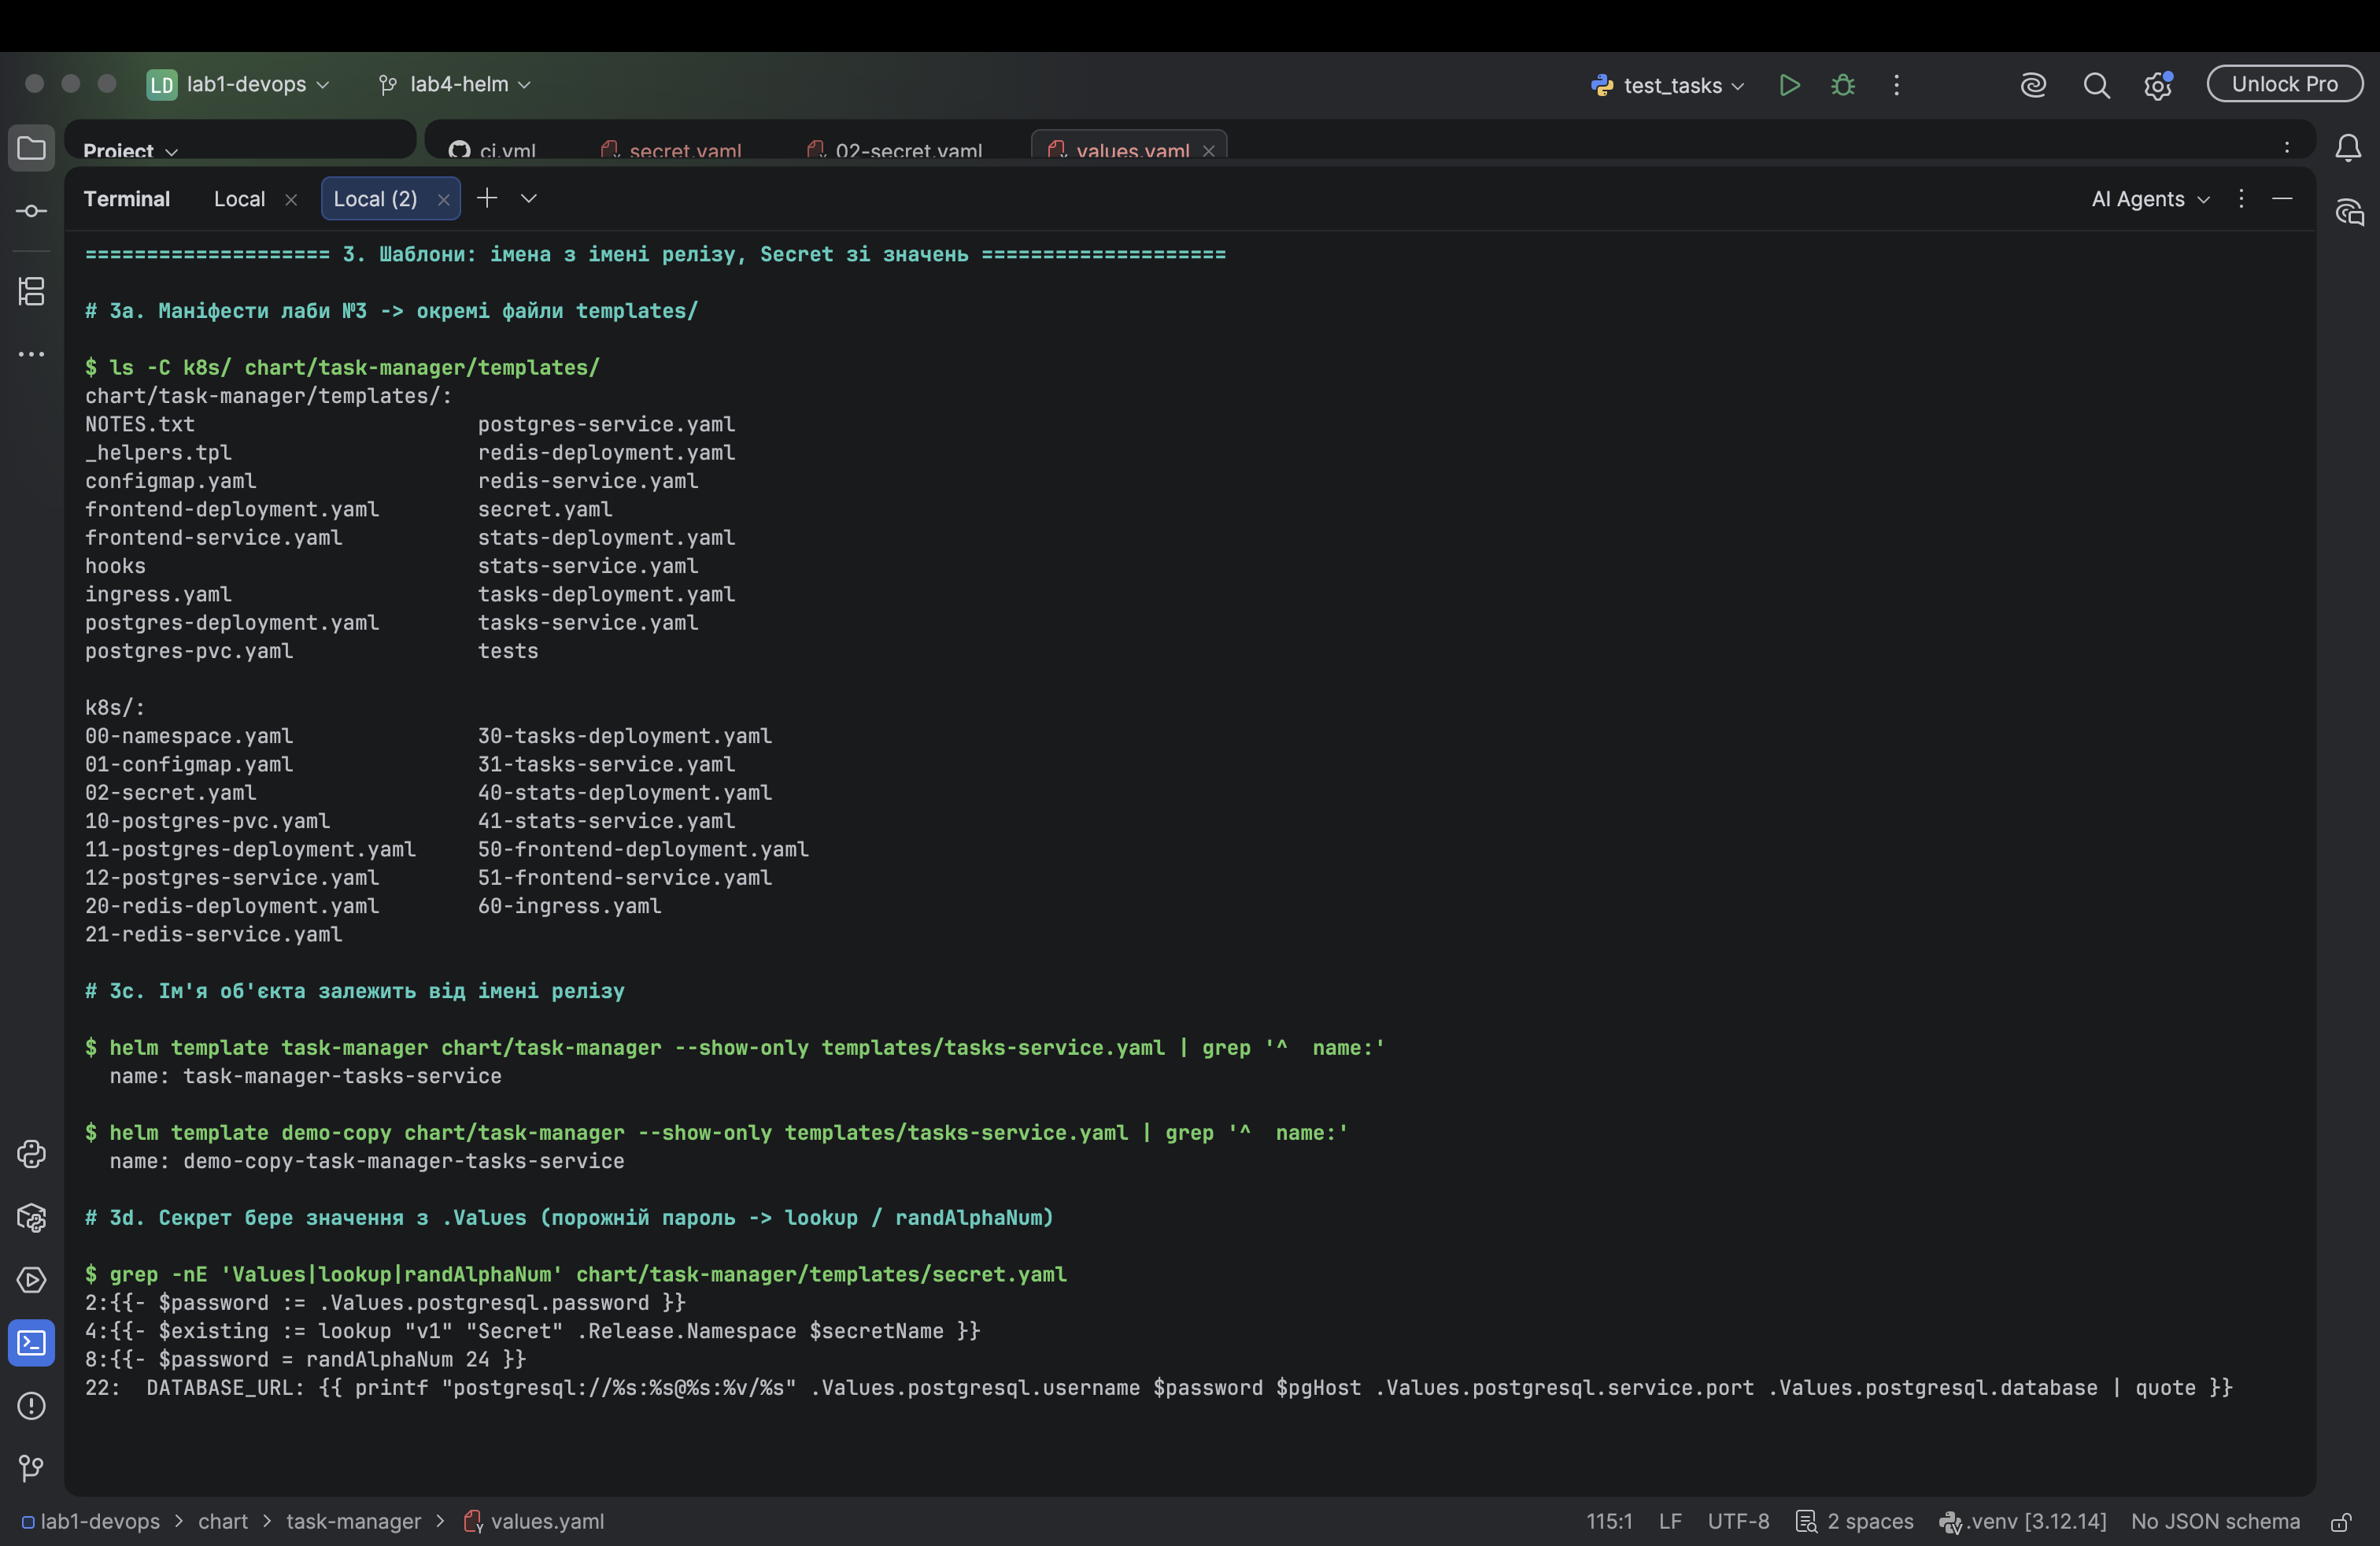 LD lab1-devops lab4-helm test_tasks Unlock Pro
Project ci.yml secret.yaml 02-secret.yaml values.yaml
Terminal Local Local (2) AI Agents
==================== 3. Шаблони: імена з імені релізу, Secret зі значень ====================
# 3a. Маніфести лаби №3 -> окремі файли templates/
$ ls -C k8s/ chart/task-manager/templates/
chart/task-manager/templates/:
NOTES.txt postgres-service.yaml
_helpers.tpl redis-deployment.yaml
configmap.yaml redis-service.yaml
frontend-deployment.yaml secret.yaml
frontend-service.yaml stats-deployment.yaml
hooks stats-service.yaml
ingress.yaml tasks-deployment.yaml
postgres-deployment.yaml tasks-service.yaml
postgres-pvc.yaml tests
k8s/:
00-namespace.yaml 30-tasks-deployment.yaml
01-configmap.yaml 31-tasks-service.yaml
02-secret.yaml 40-stats-deployment.yaml
10-postgres-pvc.yaml 41-stats-service.yaml
11-postgres-deployment.yaml 50-frontend-deployment.yaml
12-postgres-service.yaml 51-frontend-service.yaml
20-redis-deployment.yaml 60-ingress.yaml
21-redis-service.yaml
# 3c. Ім'я об'єкта залежить від імені релізу
$ helm template task-manager chart/task-manager --show-only templates/tasks-service.yaml | grep '^  name:'
  name: task-manager-tasks-service
$ helm template demo-copy chart/task-manager --show-only templates/tasks-service.yaml | grep '^  name:'
  name: demo-copy-task-manager-tasks-service
# 3d. Секрет бере значення з .Values (порожній пароль -> lookup / randAlphaNum)
$ grep -nE 'Values|lookup|randAlphaNum' chart/task-manager/templates/secret.yaml
2:{{- $password := .Values.postgresql.password }}
4:{{- $existing := lookup "v1" "Secret" .Release.Namespace $secretName }}
8:{{- $password = randAlphaNum 24 }}
22:  DATABASE_URL: {{ printf "postgresql://%s:%s@%s:%v/%s" .Values.postgresql.username $password $pgHost .Values.postgresql.service.port .Values.postgresql.database | quote }}
lab1-devops > chart > task-manager > values.yaml 115:1 LF UTF-8 2 spaces .venv [3.12.14] No JSON schema